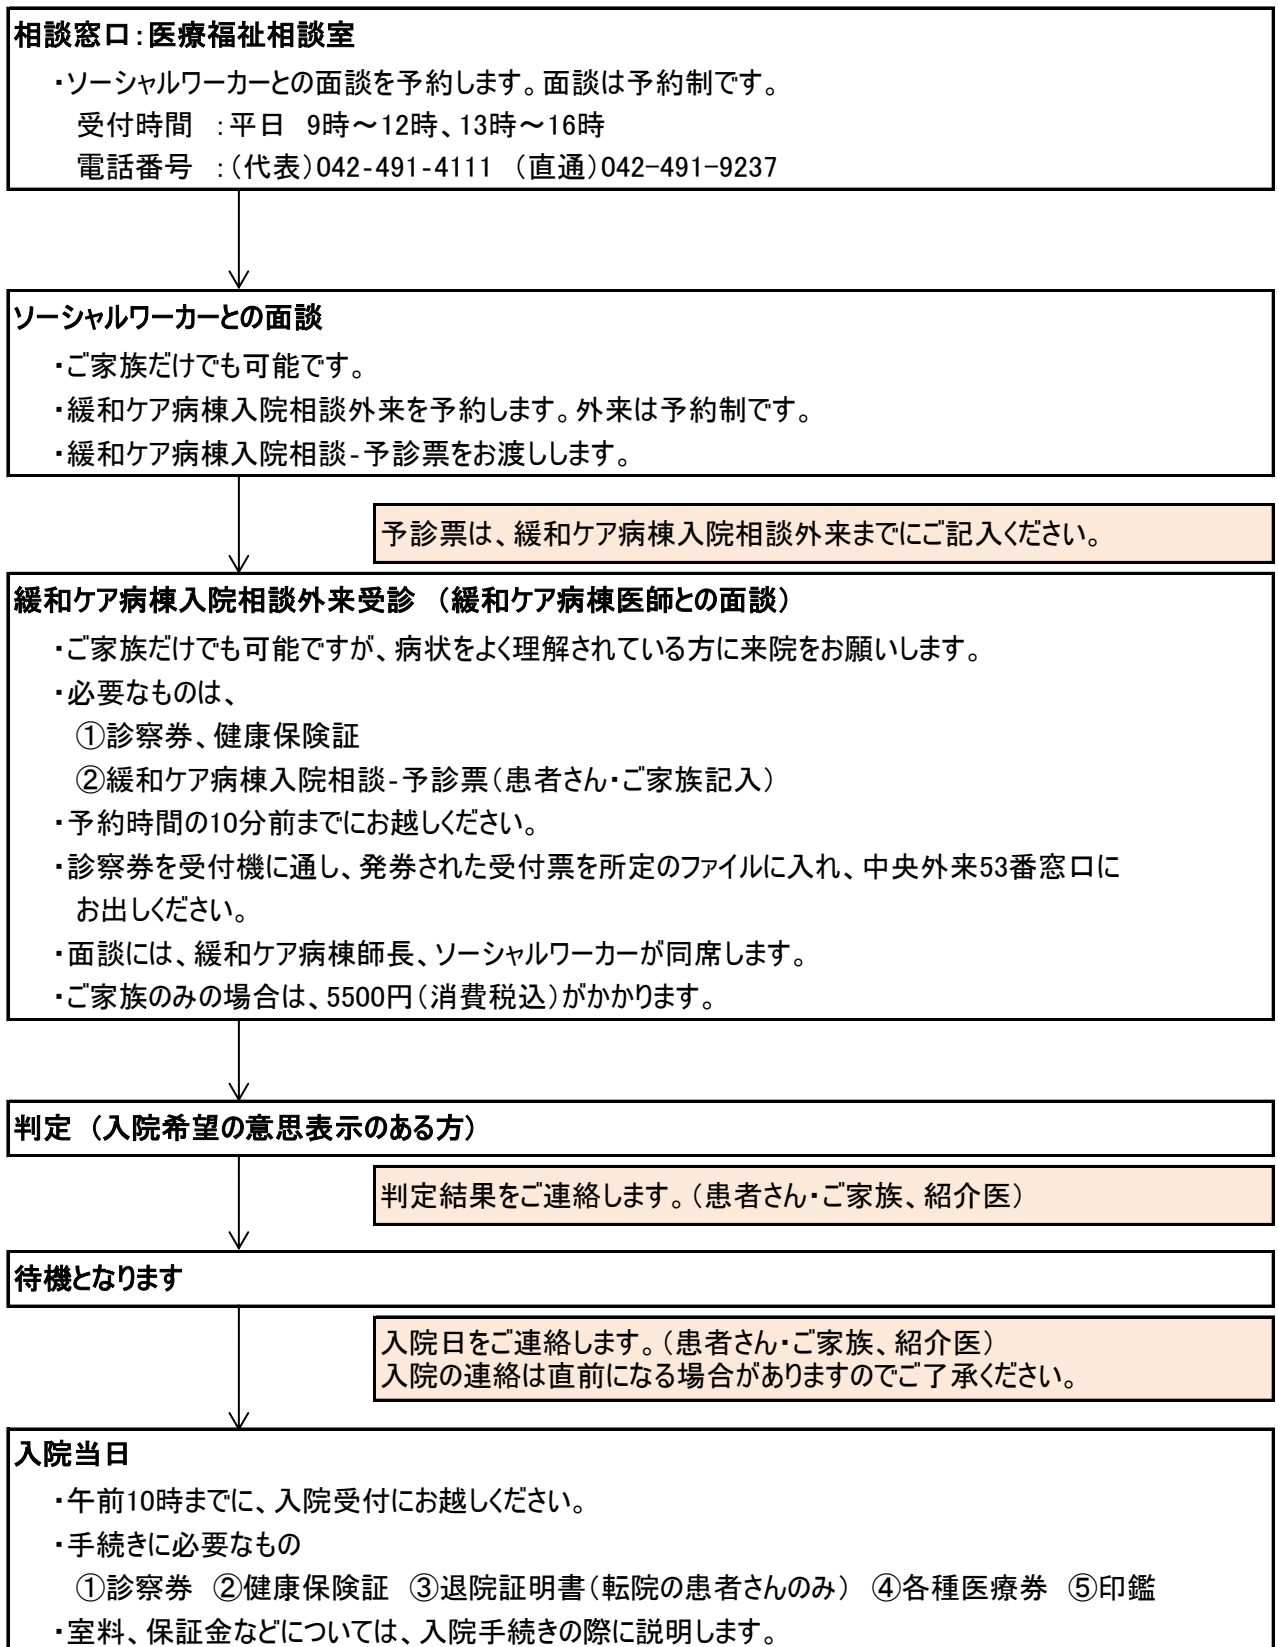 相談窓口：医療福祉相談室
・ソーシャルワーカーとの面談を予約します。面談は予約制です。
受付時間　：平日　9時～12時、13時～16時
電話番号　：（代表）042-491-4111　（直通）042-491-9237
ソーシャルワーカーとの面談
・ご家族だけでも可能です。
・緩和ケア病棟入院相談外来を予約します。外来は予約制です。
・緩和ケア病棟入院相談-予診票をお渡しします。
予診票は、緩和ケア病棟入院相談外来までにご記入ください。
緩和ケア病棟入院相談外来受診　（緩和ケア病棟医師との面談）
・ご家族だけでも可能ですが、病状をよく理解されている方に来院をお願いします。
・必要なものは、
①診察券、健康保険証
②緩和ケア病棟入院相談-予診票（患者さん・ご家族記入）
・予約時間の10分前までにお越しください。
・診察券を受付機に通し、発券された受付票を所定のファイルに入れ、中央外来53番窓口に
お出しください。
・面談には、緩和ケア病棟師長、ソーシャルワーカーが同席します。
・ご家族のみの場合は、5500円（消費税込）がかかります。
判定　（入院希望の意思表示のある方）
判定結果をご連絡します。（患者さん・ご家族、紹介医）
待機となります
入院日をご連絡します。（患者さん・ご家族、紹介医）
入院の連絡は直前になる場合がありますのでご了承ください。
入院当日
・午前10時までに、入院受付にお越しください。
・手続きに必要なもの
①診察券　②健康保険証　③退院証明書（転院の患者さんのみ）　④各種医療券　⑤印鑑
・室料、保証金などについては、入院手続きの際に説明します。